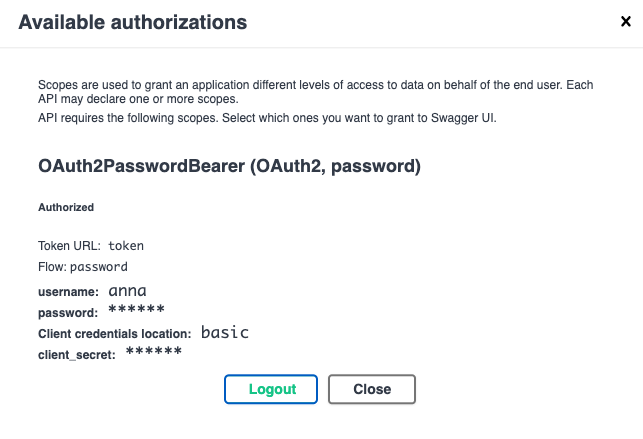 Available authorizations
x
Scopes are used to grant an application different levels of access to data on behalf of the end user. Each
API may declare one or more scopes.
API requires the following scopes. Select which ones you want to grant to Swagger UI.
OAuth2PasswordBearer (OAuth2, password)
Authorized
Token URL: token
Flow: password
username: anna
password: ******
Client credentials location: basic
client_secret: ******
Logout Close